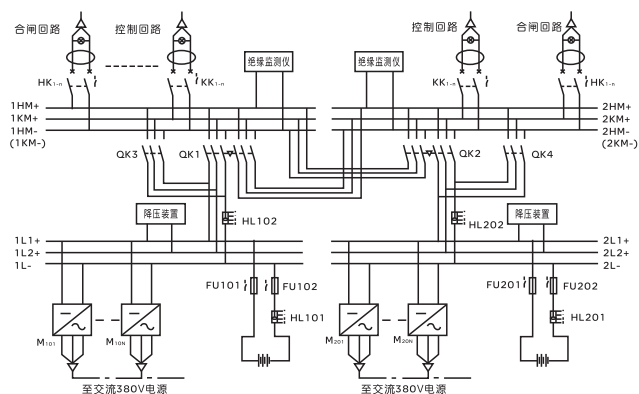 合闸回路 控制回路 控制回路 合闸回路
绝缘监测仪 绝缘监测仪
HK1-n KK1-n KK1-n HK1-n
1HM+ 2HM+
1KM+ 2KM+
1HM- 2HM-
(1KM-) (2KM-)
QK3 QK1 QK2 QK4
降压装置 HL102 HL202 降压装置
1L1+ 2L1+
1L2+ 2L2+
1L- 2L-
FU101 FU102 FU201 FU202
HL101 HL201
M101 M10N M201 M20N
至交流380V电源 至交流380V电源